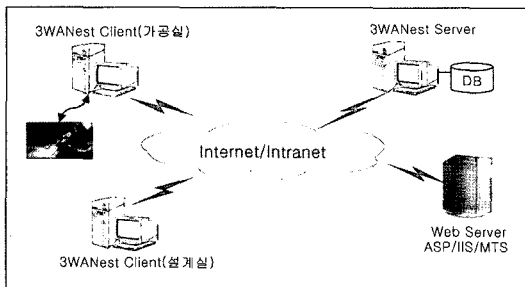 3WANest Client(가공실)
3WANest Server
DB
Internet/Intranet
3WANest Client(설계실)
Web Server
ASP/IIS/MTS